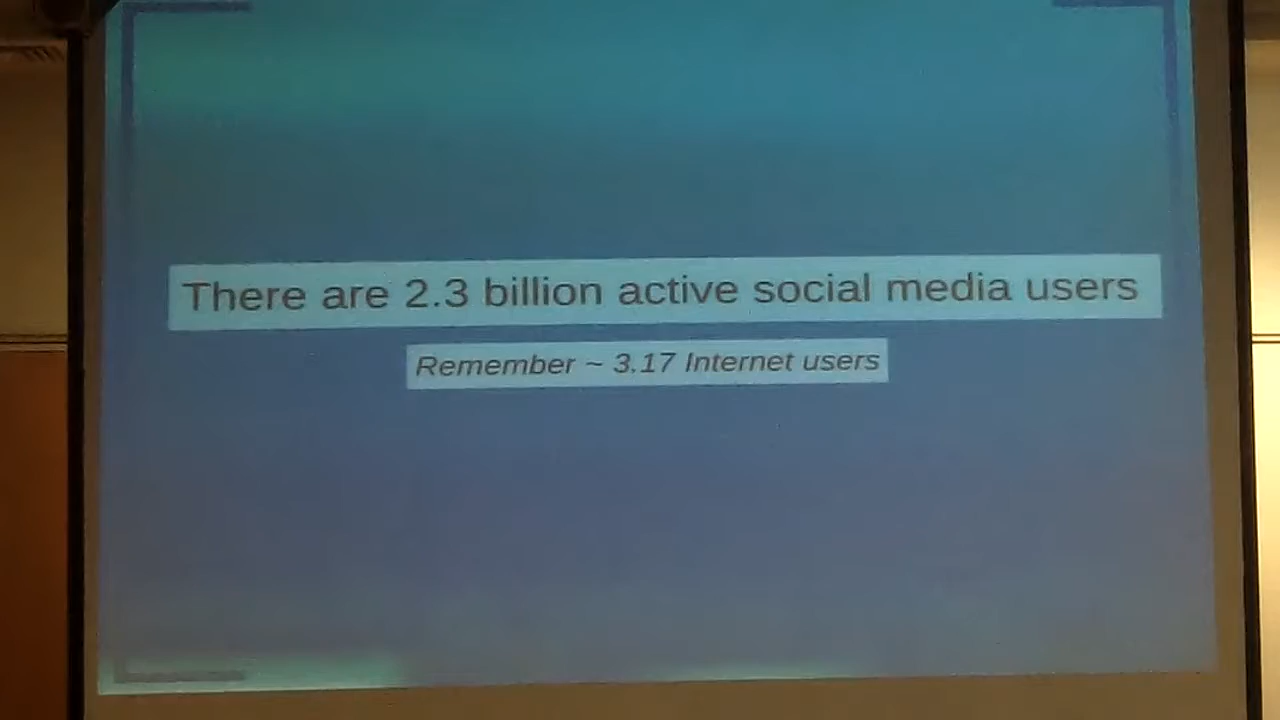 There are 2.3 billion active social media users
Remember ~ 3.17 Internet users